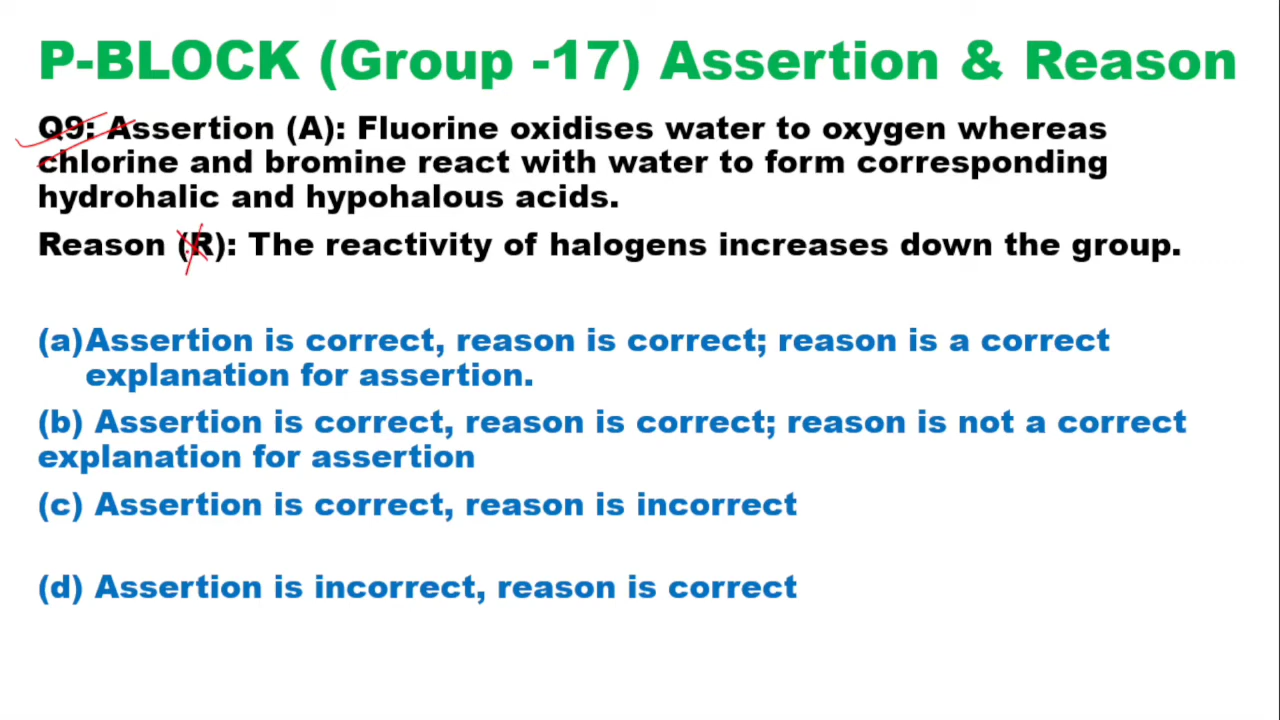 P-BLOCK (Group -17) Assertion & Reason
Q9: Assertion (A): Fluorine oxidises water to oxygen whereas
chlorine and bromine react with water to form corresponding
hydrohalic and hypohalous acids.
Reason (R): The reactivity of halogens increases down the group.
(a)Assertion is correct, reason is correct; reason is a correct
explanation for assertion.
(b) Assertion is correct, reason is correct; reason is not a correct
explanation for assertion
(c) Assertion is correct, reason is incorrect
(d) Assertion is incorrect, reason is correct